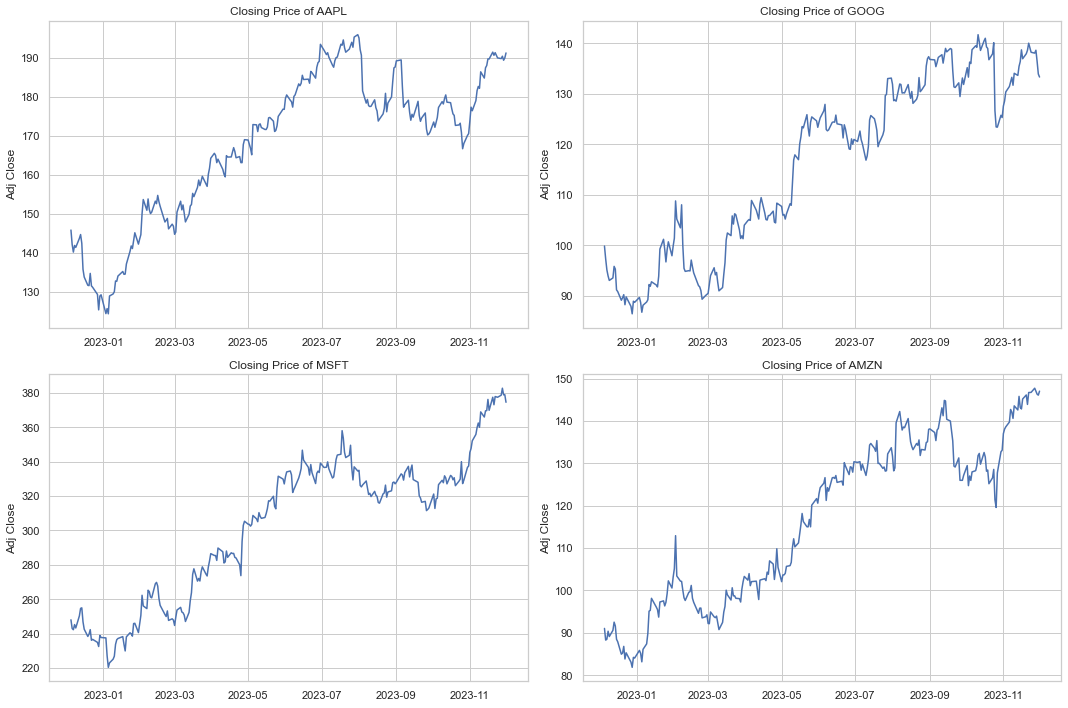 Closing Price of AAPL
Adj Close
190
180
170
160
150
140
130
2023-01 2023-03 2023-05 2023-07 2023-09 2023-11
Closing Price of GOOG
Adj Close
140
130
120
110
100
90
2023-01 2023-03 2023-05 2023-07 2023-09 2023-11
Closing Price of MSFT
Adj Close
380
360
340
320
300
280
260
240
220
2023-01 2023-03 2023-05 2023-07 2023-09 2023-11
Closing Price of AMZN
Adj Close
150
140
130
120
110
100
90
80
2023-01 2023-03 2023-05 2023-07 2023-09 2023-11